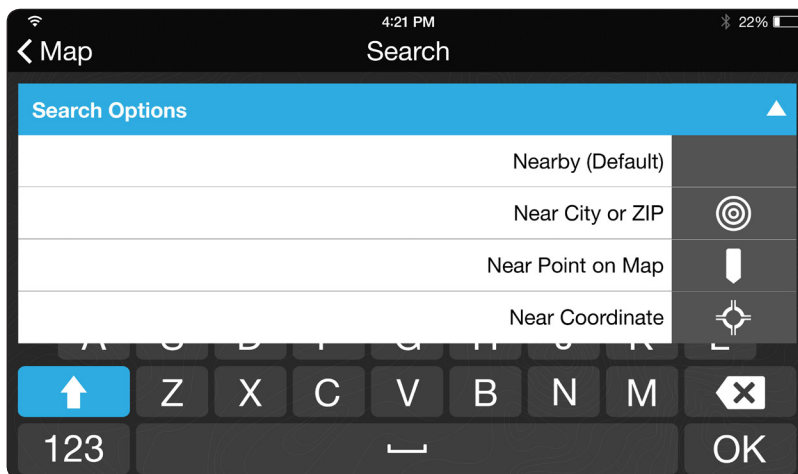 4:21 PM 22%
Map Search
Search Options
Nearby (Default)
Near City or ZIP
Near Point on Map
Near Coordinate
A S D F G H J K L
Z X C V B N M
123 OK